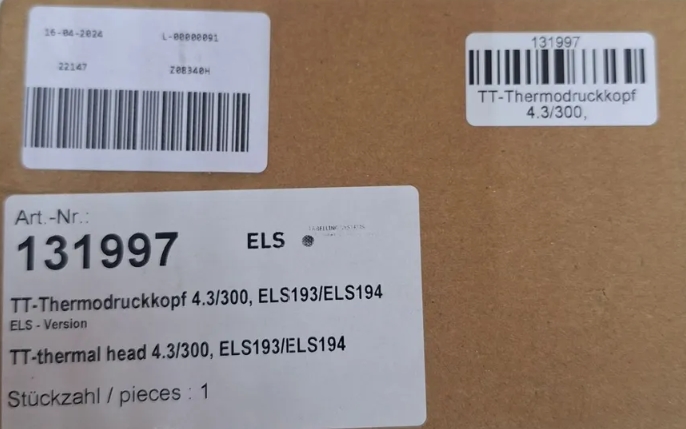 16-04-2024 L-00000091
22147 Z08340H
131997
TT-Thermodruckkopf
4.3/300,
Art.-Nr.:
131997 ELS
TT-Thermodruckkopf 4.3/300, ELS193/ELS194
ELS - Version
TT-thermal head 4.3/300, ELS193/ELS194
Stückzahl / pieces : 1